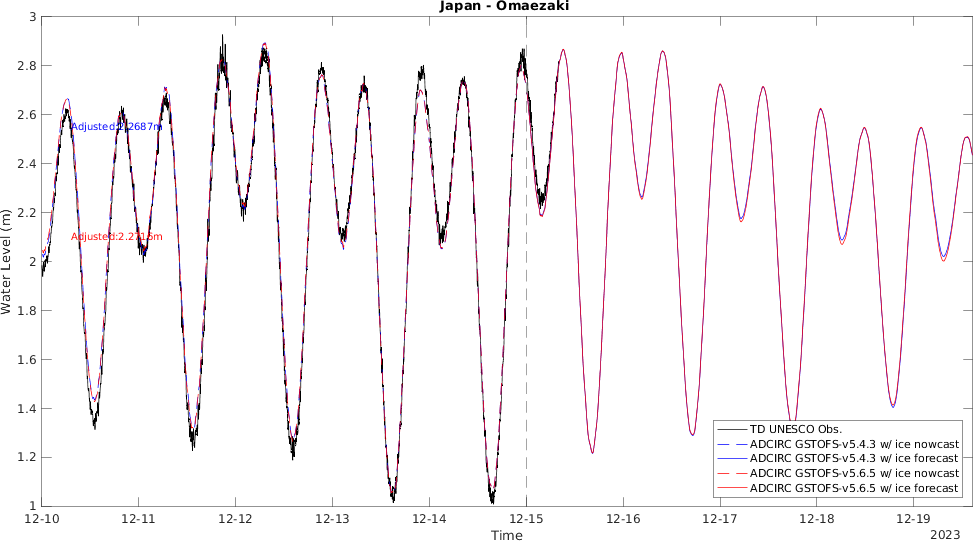 Japan - Omaezaki
3
2.8
2.6
2.4
2.2
2
1.8
1.6
1.4
1.2
1
Water Level (m)
Adjusted:2.2687m
Adjusted:2.2715m
TD UNESCO Obs.
ADCIRC GSTOFS-v5.4.3 w/ ice nowcast
ADCIRC GSTOFS-v5.4.3 w/ ice forecast
ADCIRC GSTOFS-v5.6.5 w/ ice nowcast
ADCIRC GSTOFS-v5.6.5 w/ ice forecast
12-10 12-11 12-12 12-13 12-14 12-15 12-16 12-17 12-18 12-19
Time
2023